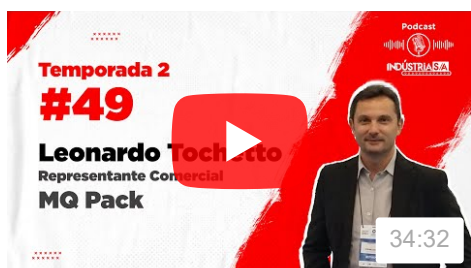 Podcast
INDÚSTRIA S/A
Temporada 2
#49
Leonardo Tochetto
Representante Comercial
MQ Pack
34:32